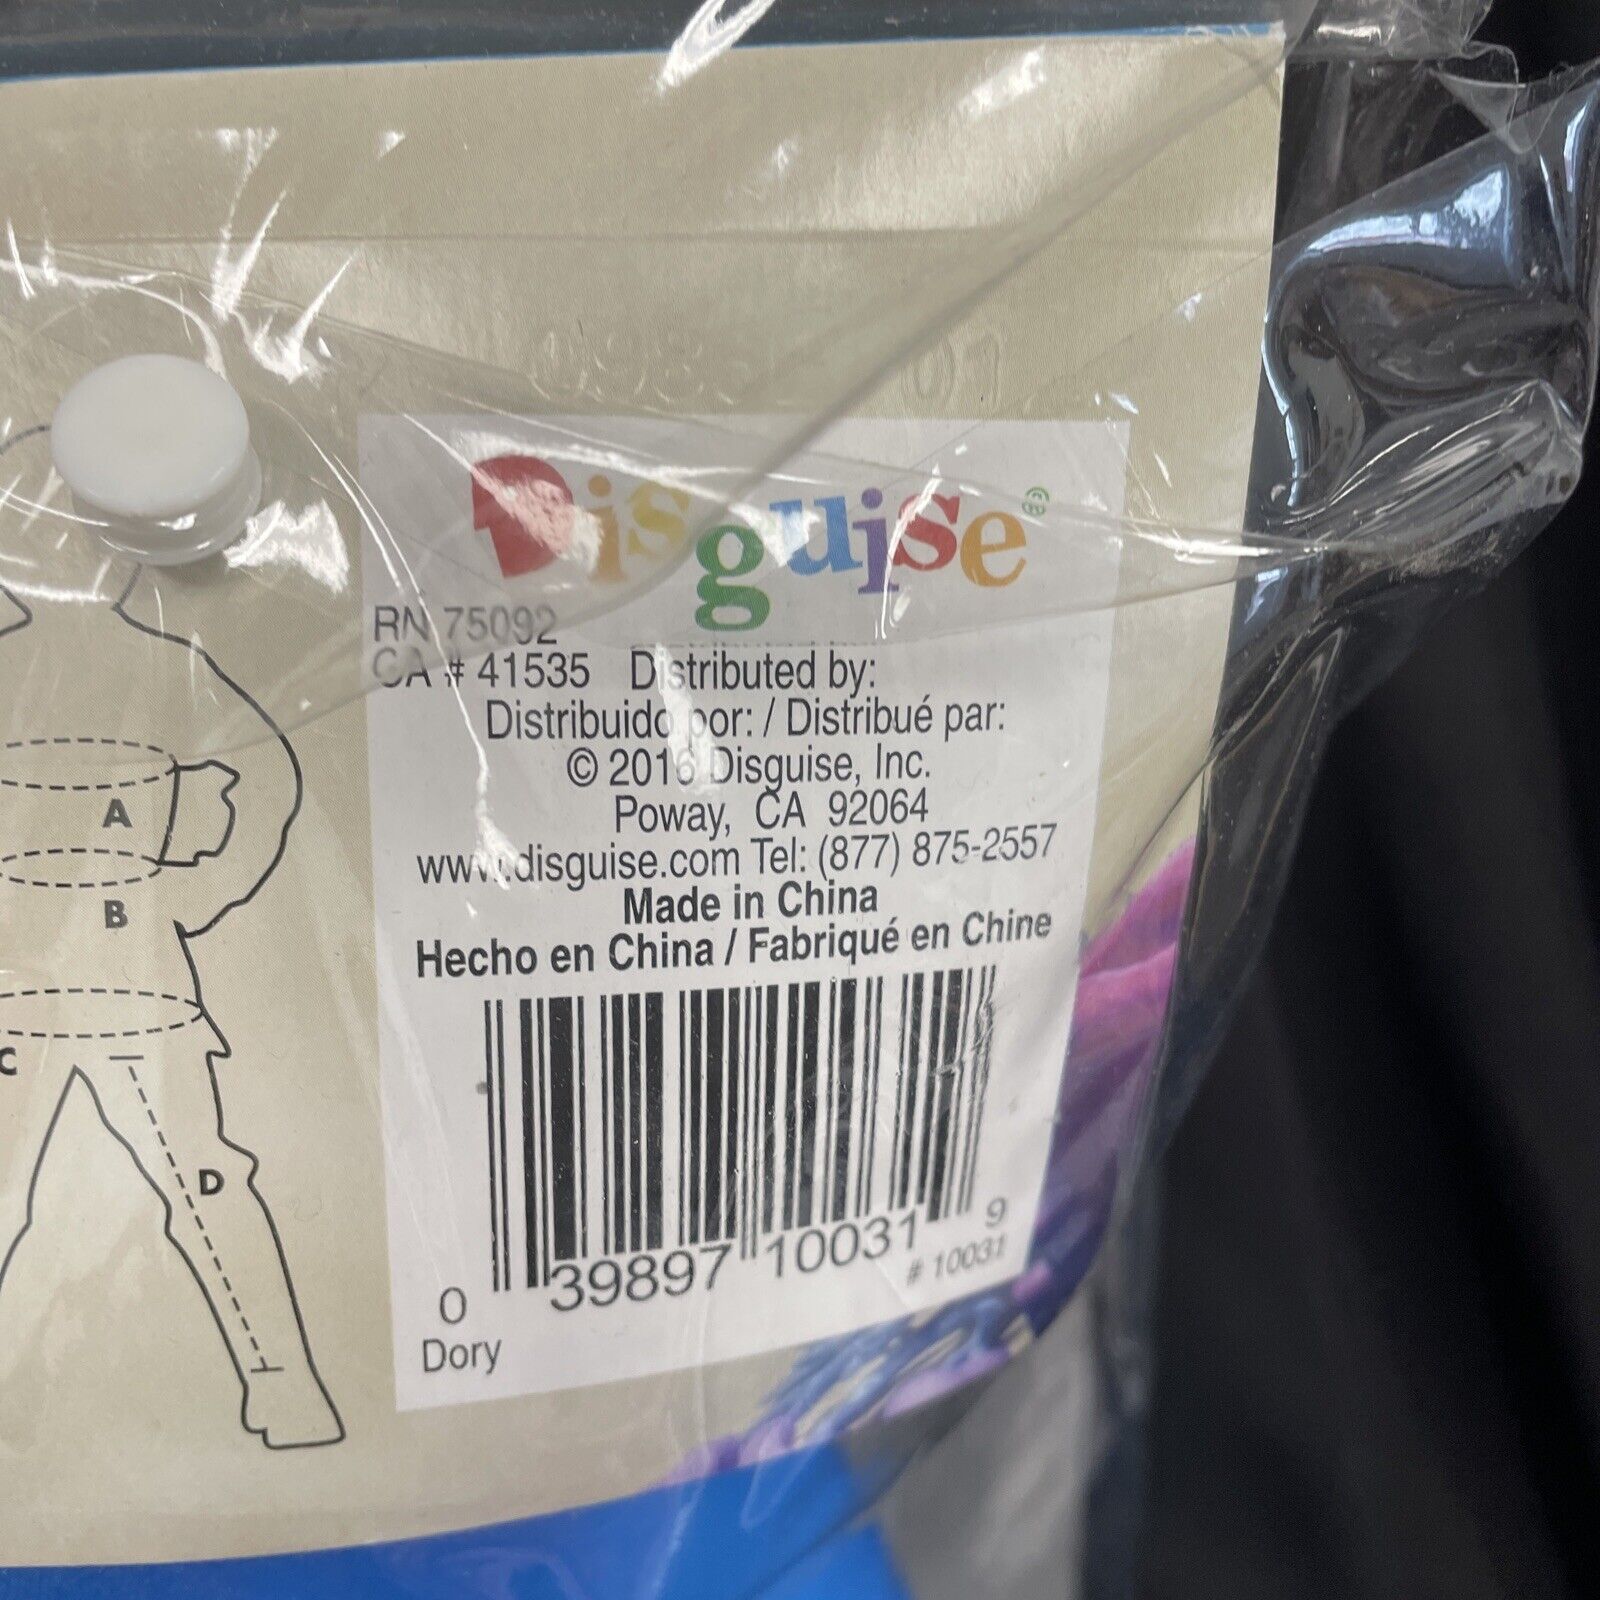 Disguise®
RN 75092
CA # 41535 Distributed by:
Distribuido por: / Distribué par:
© 2016 Disguise, Inc.
Poway, CA 92064
www.disguise.com Tel: (877) 875-2557
Made in China
Hecho en China / Fabriqué en Chine
A
B
C
D
0 39897 10031 9
# 10031
Dory